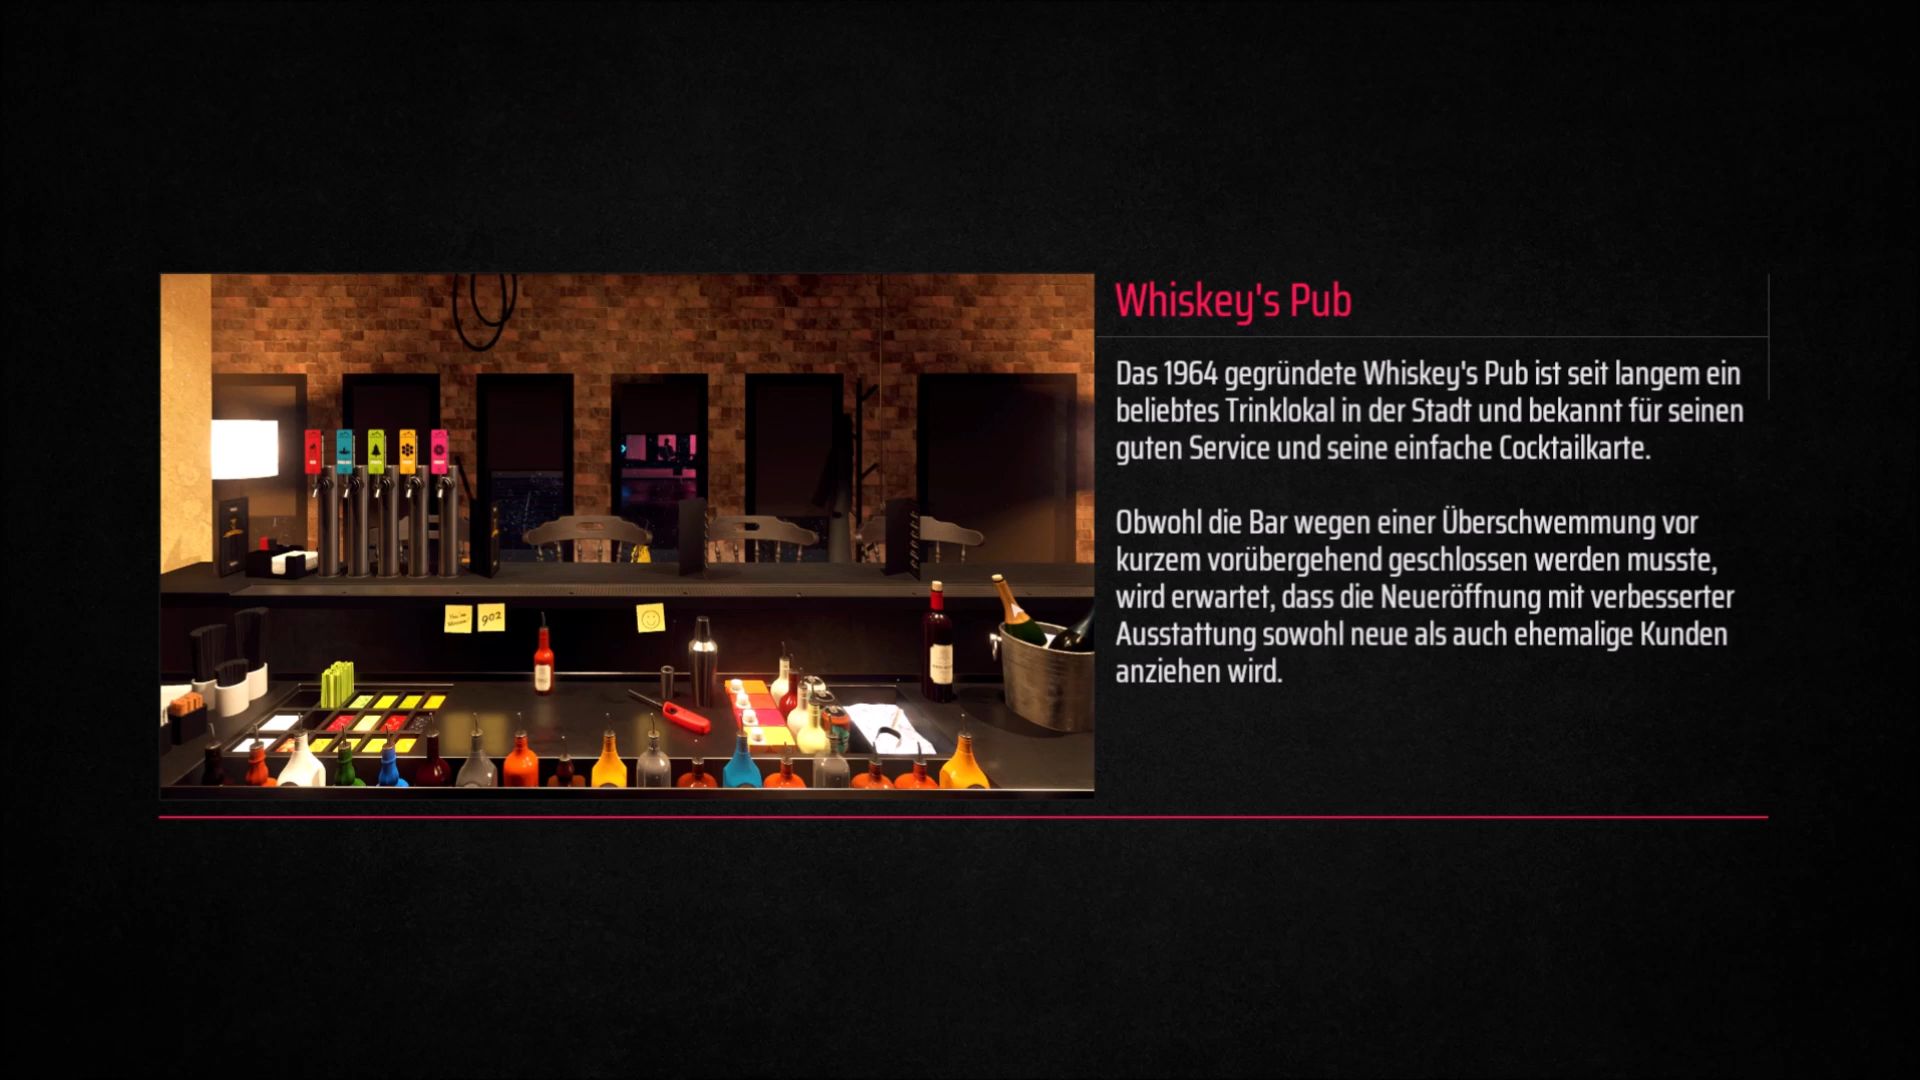 Whiskey's Pub
Das 1964 gegründete Whiskey's Pub ist seit langem ein
beliebtes Trinklokal in der Stadt und bekannt für seinen
guten Service und seine einfache Cocktailkarte.
Obwohl die Bar wegen einer Überschwemmung vor
kurzem vorübergehend geschlossen werden musste,
wird erwartet, dass die Neueröffnung mit verbesserter
Ausstattung sowohl neue als auch ehemalige Kunden
anziehen wird.
902